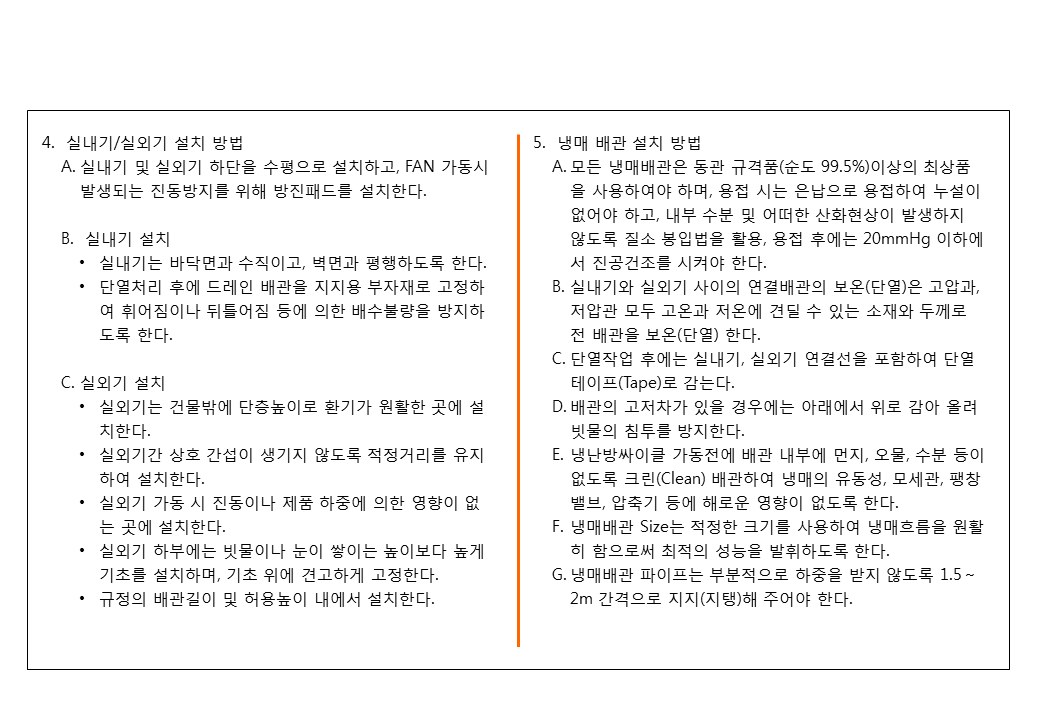 4. 실내기/실외기 설치 방법
A. 실내기 및 실외기 하단을 수평으로 설치하고, FAN 가동시
발생되는 진동방지를 위해 방진패드를 설치한다.
B. 실내기 설치
• 실내기는 바닥면과 수직이고, 벽면과 평행하도록 한다.
• 단열처리 후에 드레인 배관을 지지용 부자재로 고정하
여 휘어짐이나 뒤틀어짐 등에 의한 배수불량을 방지하
도록 한다.
C. 실외기 설치
• 실외기는 건물밖에 단층높이로 환기가 원활한 곳에 설
치한다.
• 실외기간 상호 간섭이 생기지 않도록 적정거리를 유지
하여 설치한다.
• 실외기 가동 시 진동이나 제품 하중에 의한 영향이 없
는 곳에 설치한다.
• 실외기 하부에는 빗물이나 눈이 쌓이는 높이보다 높게
기초를 설치하며, 기초 위에 견고하게 고정한다.
• 규정의 배관길이 및 허용높이 내에서 설치한다.
5. 냉매 배관 설치 방법
A. 모든 냉매배관은 동관 규격품(순도 99.5%)이상의 최상품
을 사용하여야 하며, 용접 시는 은납으로 용접하여 누설이
없어야 하고, 내부 수분 및 어떠한 산화현상이 발생하지
않도록 질소 봉입법을 활용, 용접 후에는 20mmHg 이하에
서 진공건조를 시켜야 한다.
B. 실내기와 실외기 사이의 연결배관의 보온(단열)은 고압과,
저압관 모두 고온과 저온에 견딜 수 있는 소재와 두께로
전 배관을 보온(단열) 한다.
C. 단열작업 후에는 실내기, 실외기 연결선을 포함하여 단열
테이프(Tape)로 감는다.
D. 배관의 고저차가 있을 경우에는 아래에서 위로 감아 올려
빗물의 침투를 방지한다.
E. 냉난방싸이클 가동전에 배관 내부에 먼지, 오물, 수분 등이
없도록 크린(Clean) 배관하여 냉매의 유동성, 모세관, 팽창
밸브, 압축기 등에 해로운 영향이 없도록 한다.
F. 냉매배관 Size는 적정한 크기를 사용하여 냉매흐름을 원활
히 함으로써 최적의 성능을 발휘하도록 한다.
G. 냉매배관 파이프는 부분적으로 하중을 받지 않도록 1.5 ~
2m 간격으로 지지(지탱)해 주어야 한다.